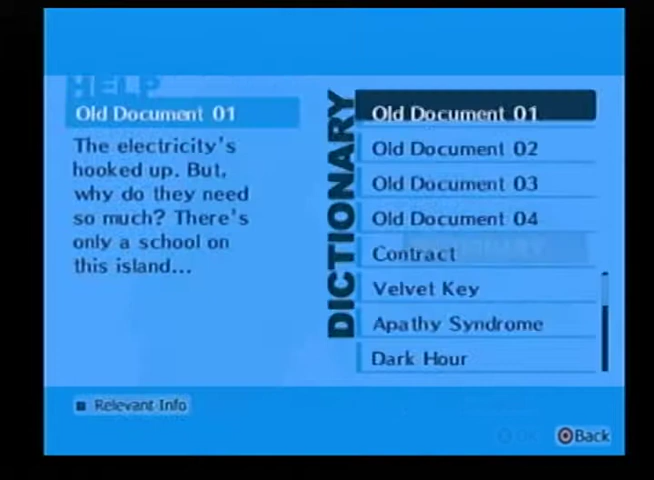 HELP
Old Document 01
The electricity's
hooked up. But,
why do they need
so much? There's
only a school on
this island...
DICTIONARY
Old Document 01
Old Document 02
Old Document 03
Old Document 04
Contract
Velvet Key
Apathy Syndrome
Dark Hour
Relevant Info
Back